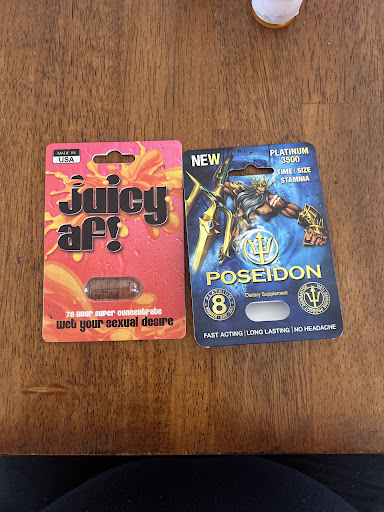 MADE IN
USA
juicy
af!
72 hour super concentrate
wet your sexual desire
NEW
PLATINUM
3500
TIME | SIZE
STAMNIA
POSEIDON
Dietary Supplement
8
FAST ACTING | LONG LASTING | NO HEADACHE